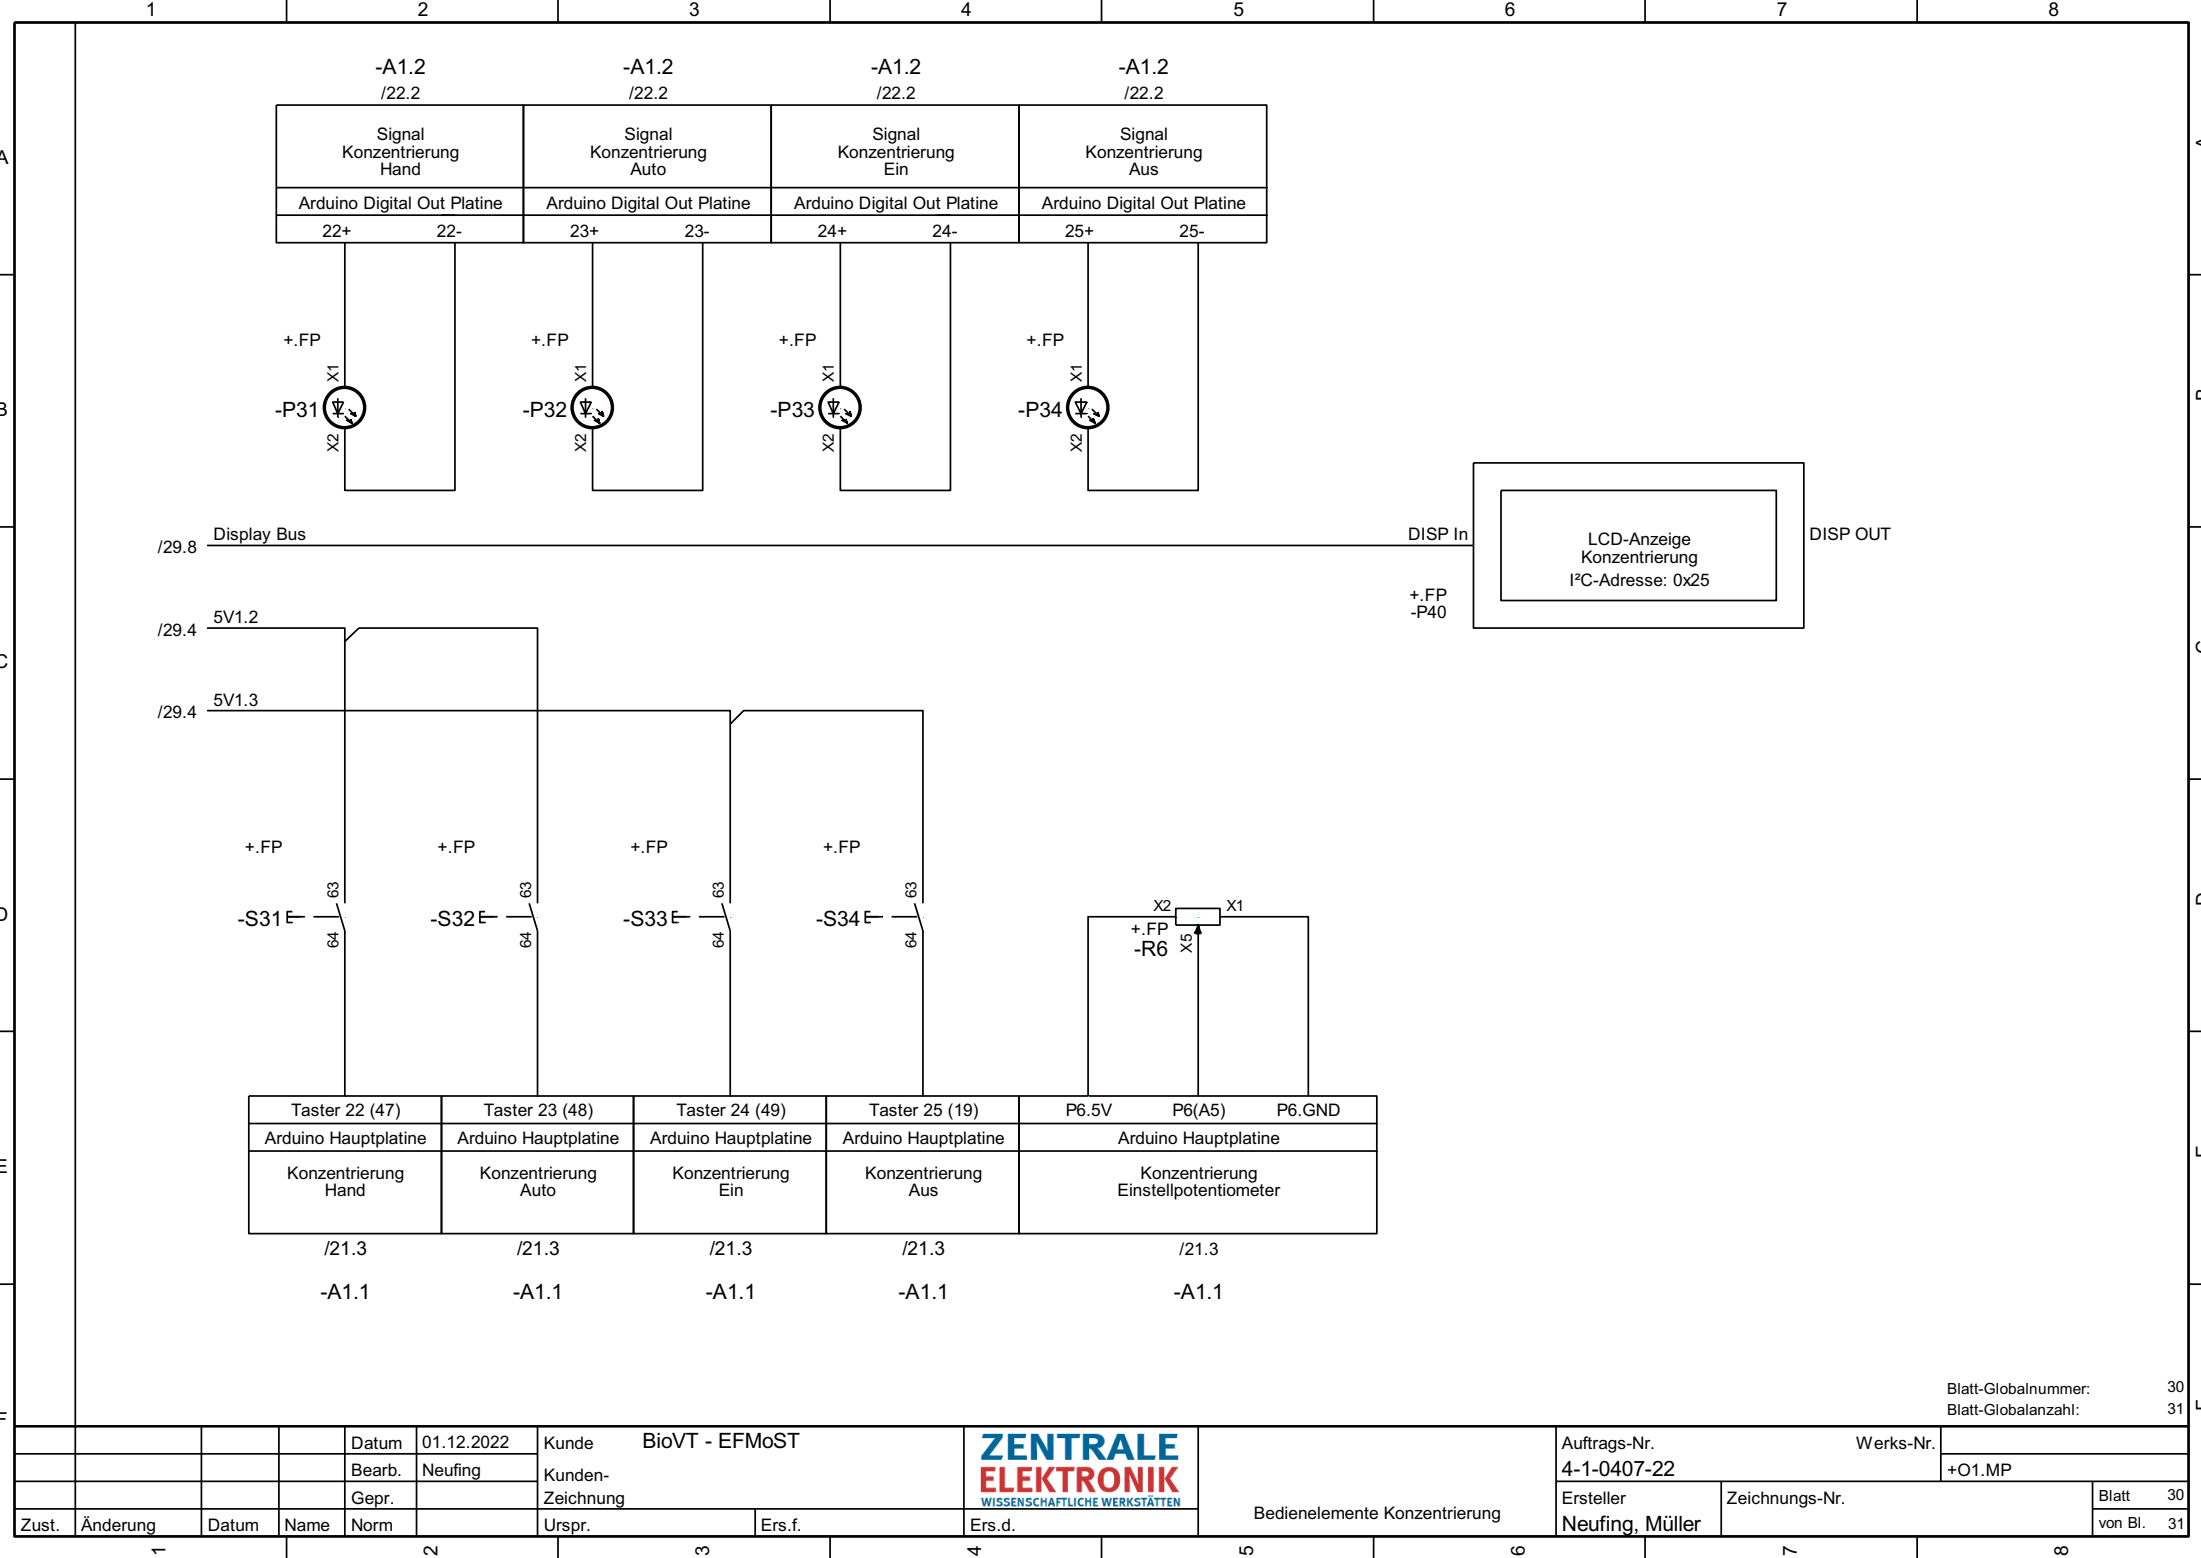 1 2 3 4 5 6 7 8
-A1.2 -A1.2 -A1.2 -A1.2
/22.2 /22.2 /22.2 /22.2
Signal Signal Signal Signal
Konzentrierung Konzentrierung Konzentrierung Konzentrierung
Hand Auto Ein Aus
A A
Arduino Digital Out Platine Arduino Digital Out Platine Arduino Digital Out Platine Arduino Digital Out Platine
22+ 22- 23+ 23- 24+ 24- 25+ 25-
+.FP +.FP +.FP +.FP
X1 X1 X1 X1
B -P31 -P32 -P33 -P34 B
X2 X2 X2 X2
/29.8 Display Bus DISP In DISP OUT
LCD-Anzeige
Konzentrierung
I²C-Adresse: 0x25
+.FP
-P40
/29.4 5V1.2
C C
/29.4 5V1.3
+.FP +.FP +.FP +.FP
63 63 63 63
D -S31 -S32 -S33 -S34 D
64 64 64 64
X2 X1
+.FP
-R6 X5
Taster 22 (47) Taster 23 (48) Taster 24 (49) Taster 25 (19) P6.5V P6(A5) P6.GND
Arduino Hauptplatine Arduino Hauptplatine Arduino Hauptplatine Arduino Hauptplatine Arduino Hauptplatine
E E
Konzentrierung Konzentrierung Konzentrierung Konzentrierung Konzentrierung
Hand Auto Ein Aus Einstellpotentiometer
/21.3 /21.3 /21.3 /21.3 /21.3
-A1.1 -A1.1 -A1.1 -A1.1 -A1.1
Blatt-Globalnummer: 30
Blatt-Globalanzahl: 31
F F
Datum 01.12.2022 Kunde BioVT - EFMoST
Bearb. Neufing Kunden-
Gepr. Zeichnung
Zust. Änderung Datum Name Norm Urspr. Ers.f. Ers.d.
ZENTRALE
ELEKTRONIK
WISSENSCHAFTLICHE WERKSTÄTTEN
Bedienelemente Konzentrierung
Auftrags-Nr. Werks-Nr.
4-1-0407-22 +O1.MP
Ersteller Zeichnungs-Nr. Blatt 30
Neufing, Müller von Bl. 31
1 2 3 4 5 6 7 8